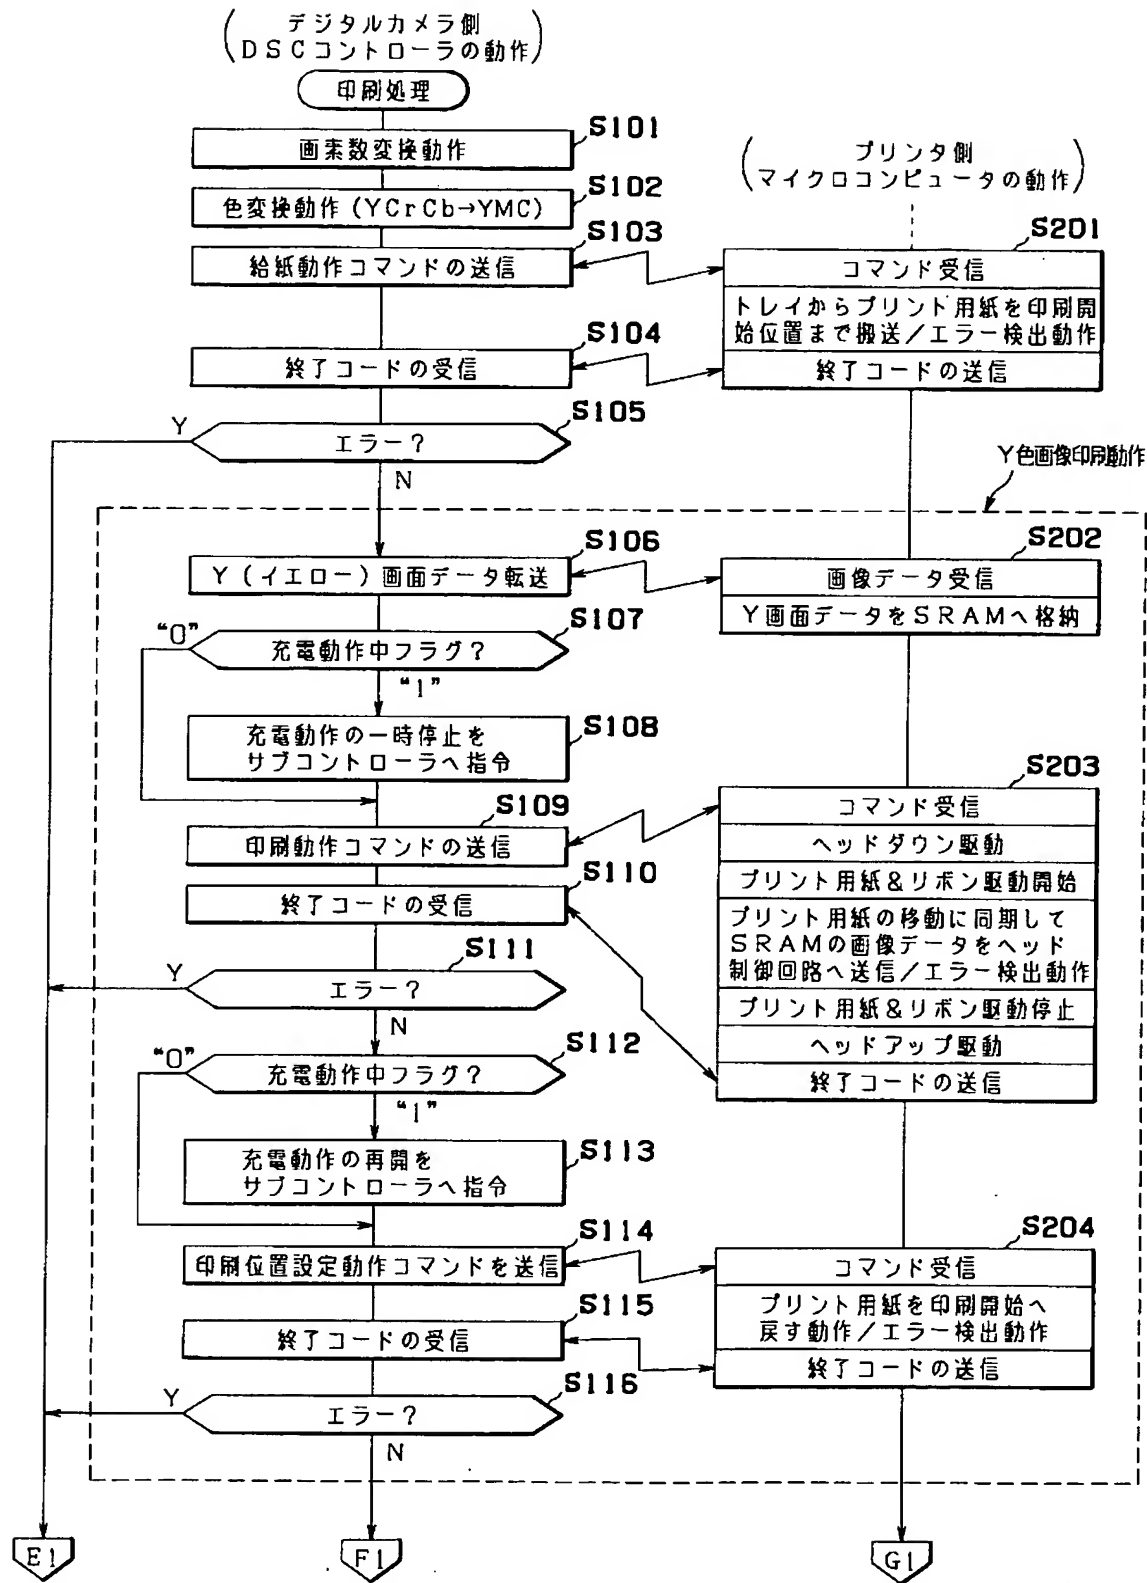 デジタルカメラ側
DSCコントローラの動作
印刷処理
S101
画素数変換動作
S102
色変換動作(YCrCb→YMC)
S103
給紙動作コマンドの送信
プリンタ側
マイクロコンピュータの動作
S201
コマンド受信
トレイからプリント用紙を印刷開
始位置まで搬送/エラー検出動作
終了コードの送信
S104
終了コードの受信
S105
エラー?
Y
N
Y色画像印刷動作
S106
Y(イエロー)画面データ転送
S202
画像データ受信
Y画面データをSRAMへ格納
S107
充電動作中フラグ?
“0”
“1”
S108
充電動作の一時停止を
サブコントローラへ指令
S109
印刷動作コマンドの送信
S203
コマンド受信
ヘッドダウン駆動
プリント用紙&リボン駆動開始
プリント用紙の移動に同期して
SRAMの画像データをヘッド
制御回路へ送信/エラー検出動作
プリント用紙&リボン駆動停止
ヘッドアップ駆動
終了コードの送信
S110
終了コードの受信
S111
エラー?
Y
N
S112
充電動作中フラグ?
“0”
“1”
S113
充電動作の再開を
サブコントローラへ指令
S114
印刷位置設定動作コマンドを送信
S204
コマンド受信
プリント用紙を印刷開始へ
戻す動作/エラー検出動作
終了コードの送信
S115
終了コードの受信
S116
エラー?
Y
N
E1
F1
G1